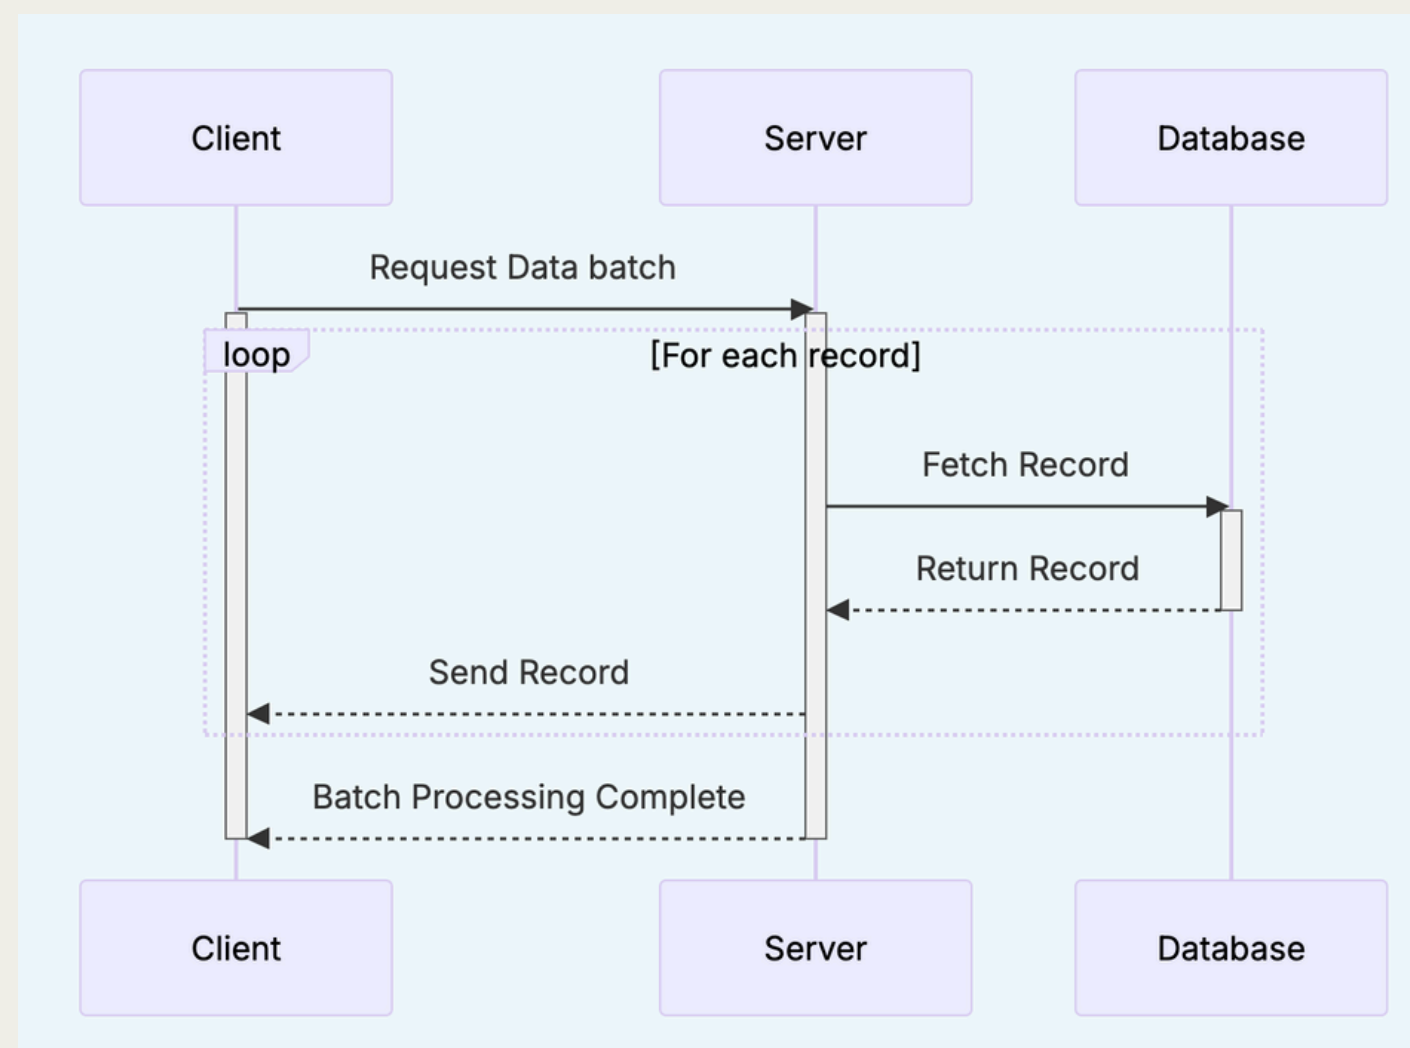 Client
Server
Database
Request Data batch
loop
[For each record]
Fetch Record
Return Record
Send Record
Batch Processing Complete
Client
Server
Database